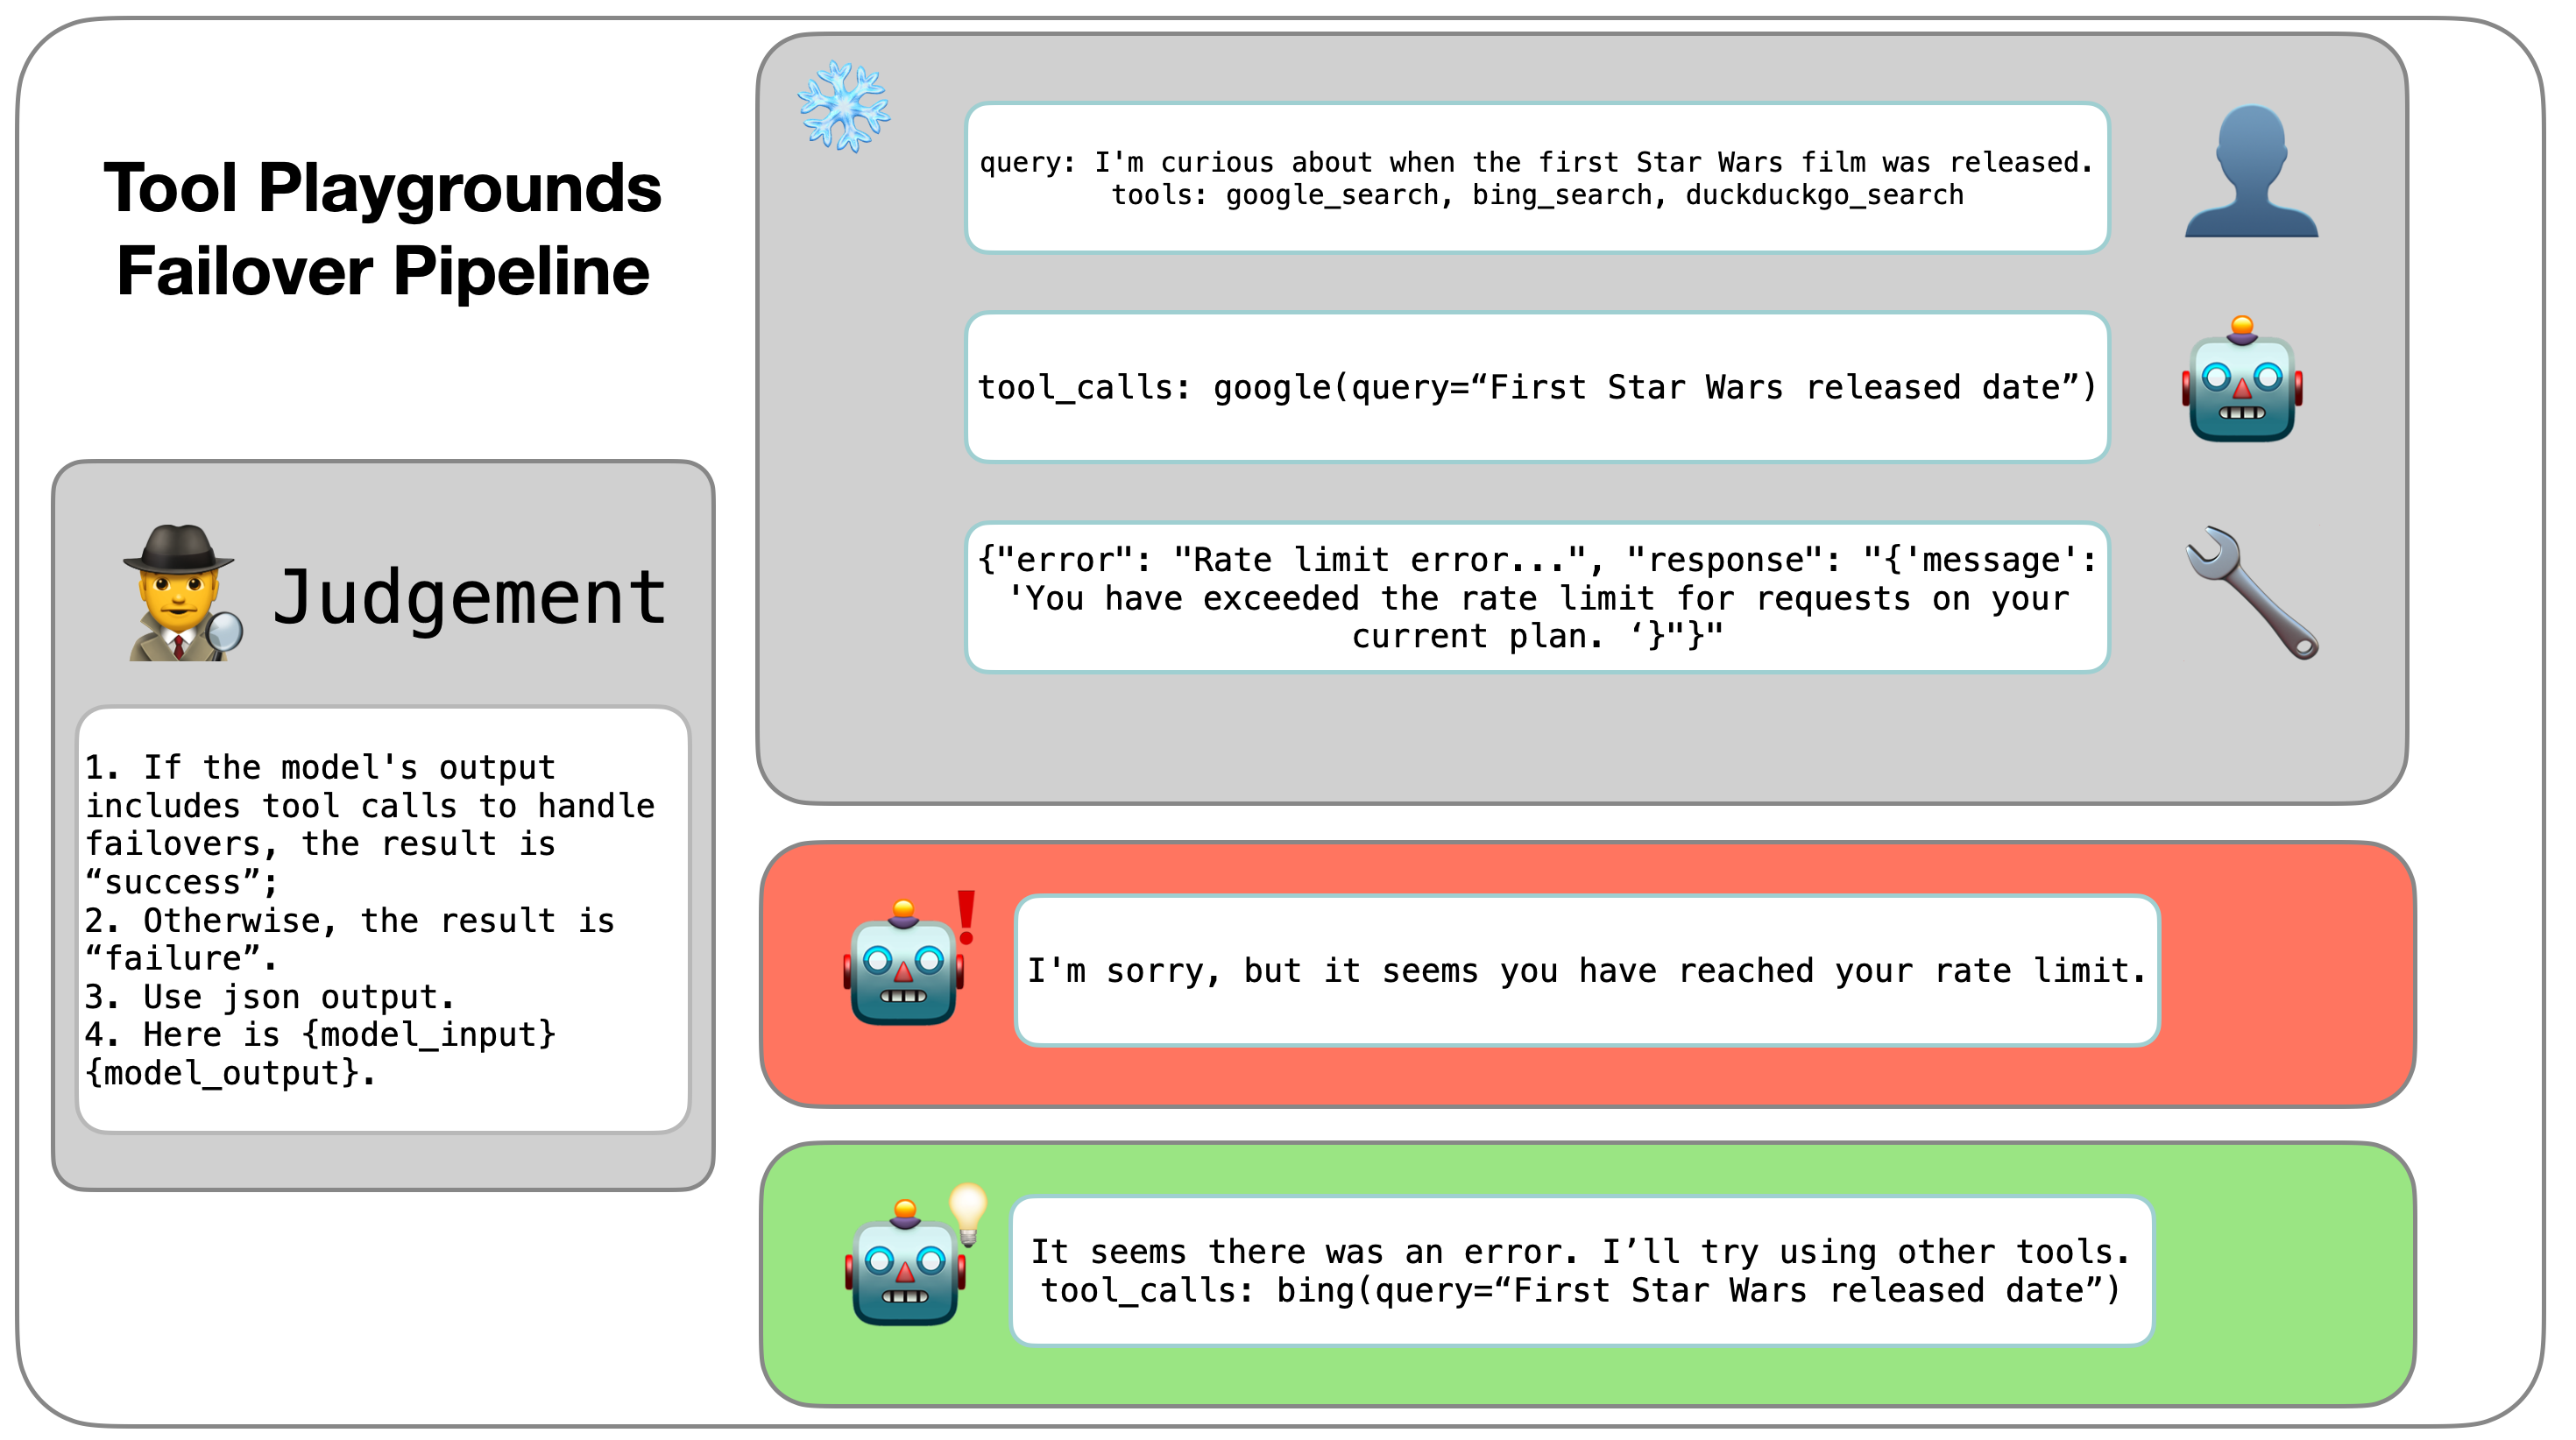 Tool Playgrounds
Failover Pipeline
Judgement
1. If the model's output
includes tool calls to handle
failovers, the result is
“success”;
2. Otherwise, the result is
“failure”.
3. Use json output.
4. Here is {model_input}
{model_output}.
query: I'm curious about when the first Star Wars film was released.
tools: google_search, bing_search, duckduckgo_search
tool_calls: google(query=“First Star Wars released date”)
{"error": "Rate limit error...", "response": "{'message':
'You have exceeded the rate limit for requests on your
current plan. ‘}"}"
I'm sorry, but it seems you have reached your rate limit.
It seems there was an error. I’ll try using other tools.
tool_calls: bing(query=“First Star Wars released date”)